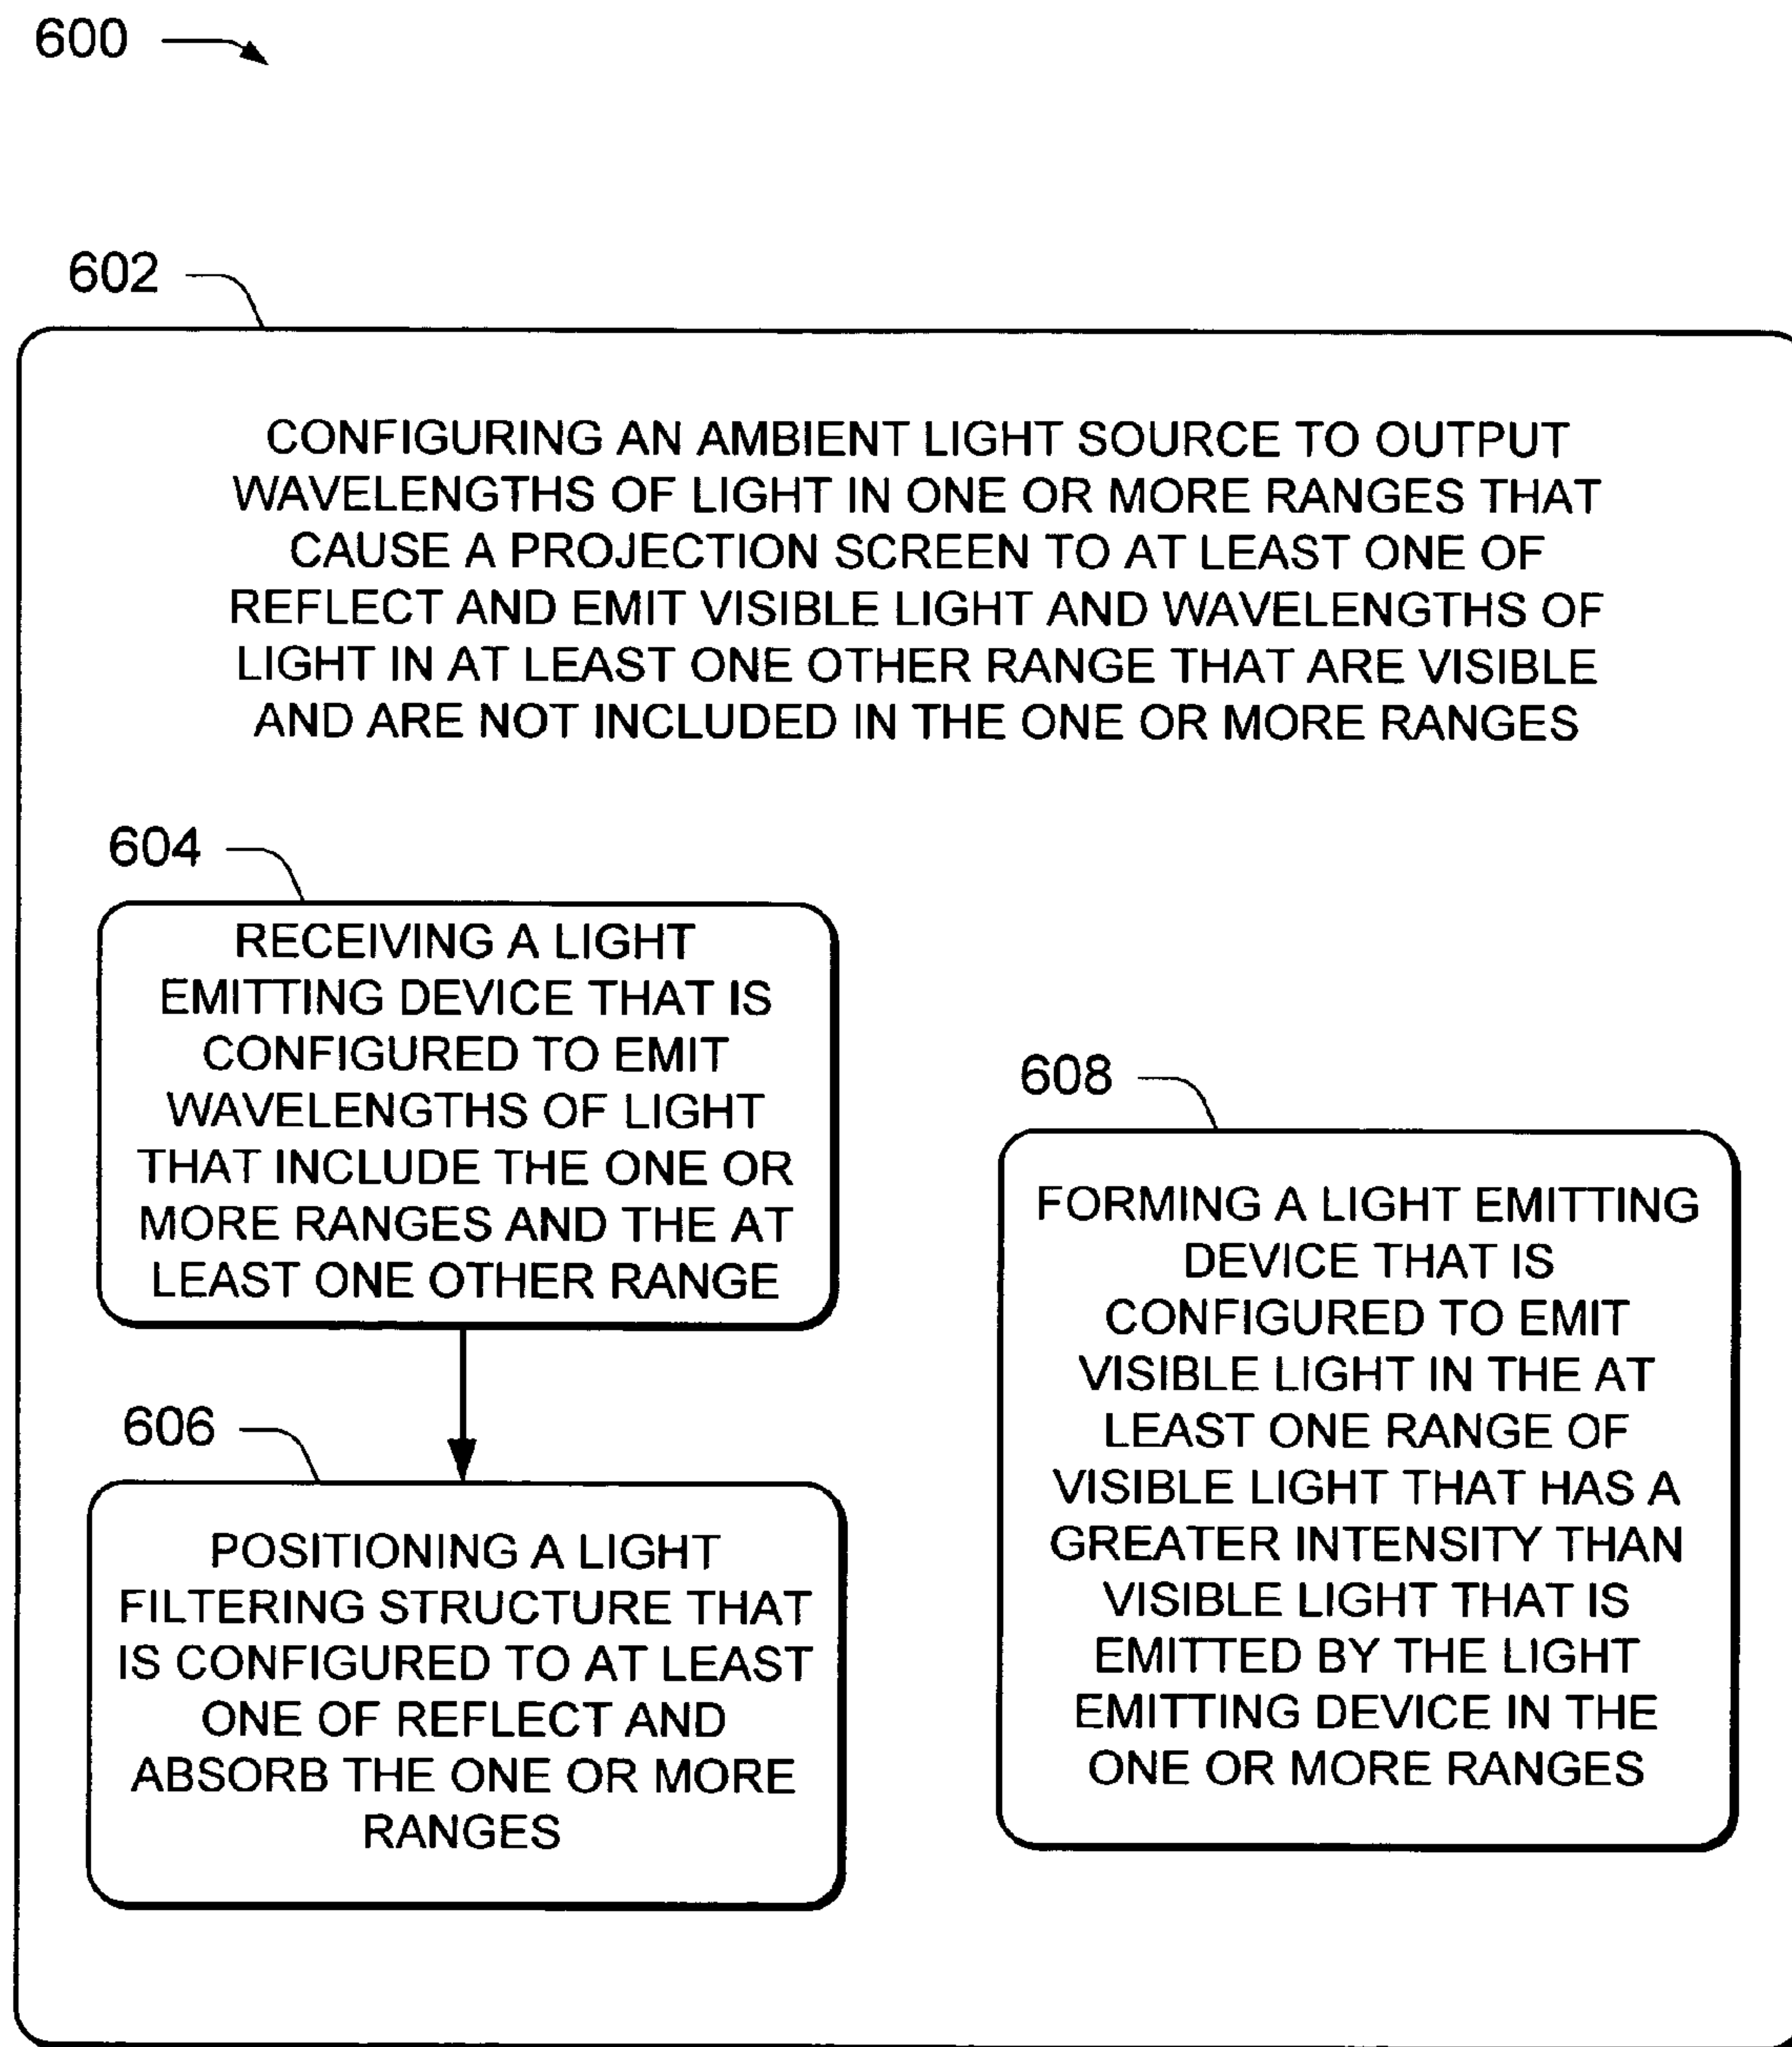 600
602
CONFIGURING AN AMBIENT LIGHT SOURCE TO OUTPUT
WAVELENGTHS OF LIGHT IN ONE OR MORE RANGES THAT
CAUSE A PROJECTION SCREEN TO AT LEAST ONE OF
REFLECT AND EMIT VISIBLE LIGHT AND WAVELENGTHS OF
LIGHT IN AT LEAST ONE OTHER RANGE THAT ARE VISIBLE
AND ARE NOT INCLUDED IN THE ONE OR MORE RANGES
604
RECEIVING A LIGHT
EMITTING DEVICE THAT IS
CONFIGURED TO EMIT
WAVELENGTHS OF LIGHT
THAT INCLUDE THE ONE OR
MORE RANGES AND THE AT
LEAST ONE OTHER RANGE
606
POSITIONING A LIGHT
FILTERING STRUCTURE THAT
IS CONFIGURED TO AT LEAST
ONE OF REFLECT AND
ABSORB THE ONE OR MORE
RANGES
608
FORMING A LIGHT EMITTING
DEVICE THAT IS
CONFIGURED TO EMIT
VISIBLE LIGHT IN THE AT
LEAST ONE RANGE OF
VISIBLE LIGHT THAT HAS A
GREATER INTENSITY THAN
VISIBLE LIGHT THAT IS
EMITTED BY THE LIGHT
EMITTING DEVICE IN THE
ONE OR MORE RANGES